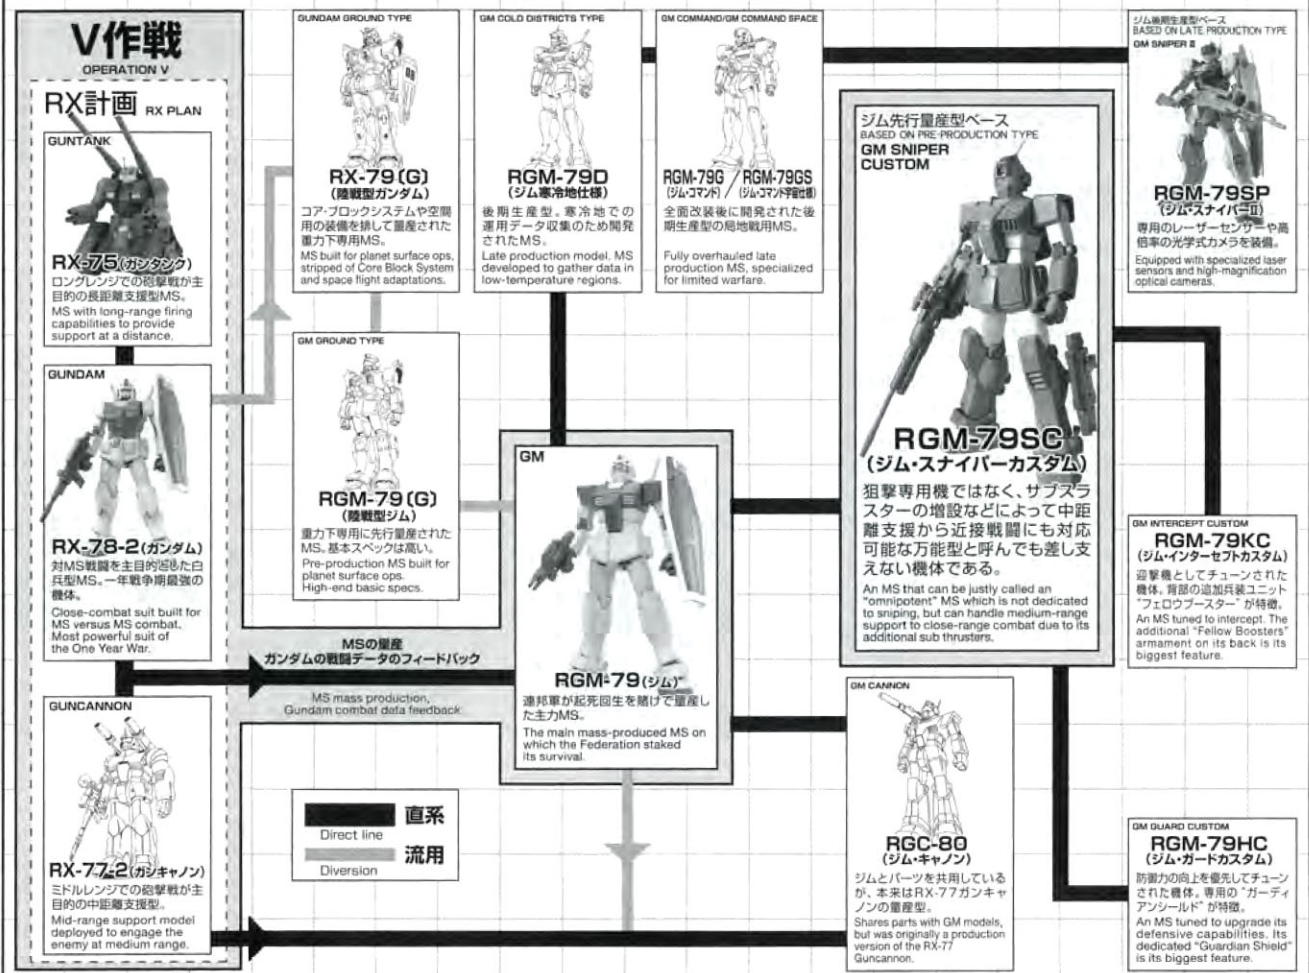 V作戦
OPERATION V
RX計画 RX PLAN
GUNTANK
RX-75(ガンタンク)
ロングレンジでの砲撃戦が主
目的の長距離支援型MS。
MS with long-range firing
capabilities to provide
support at a distance.
GUNDAM
RX-78-2(ガンダム)
対MS戦闘を主目的とした白
兵型MS。一年戦争期最強の
機体。
Close-combat suit built for
MS versus MS combat.
Most powerful suit of
the One Year War.
GUNCANNON
RX-77-2(ガンキャノン)
ミドルレンジでの砲撃戦が主
目的の中距離支援型。
Mid-range support model
deployed to engage the
enemy at medium range.
GUNDAM GROUND TYPE
RX-79(G)
(陸戦型ガンダム)
コア・ブロックシステムや空間
用の装備を排して量産された
重力下専用MS。
MS built for planet surface ops,
stripped of Core Block System
and space flight adaptations.
GM GROUND TYPE
RGM-79(G)
(陸戦型ジム)
重力下専用に先行量産された
MS。基本スペックは高い。
Pre-production MS built for
planet surface ops.
High-end basic specs.
MSの量産
ガンダムの戦闘データのフィードバック
MS mass production,
Gundam combat data feedback
直系
Direct line
流用
Diversion
GM COLD DISTRICTS TYPE
RGM-79D
(ジム寒冷地仕様)
後期生産型。寒冷地での
運用データ収集のため開発
されたMS。
Late production model. MS
developed to gather data in
low-temperature regions.
GM COMMAND/GM COMMAND SPACE
RGM-79G / RGM-79GS
(ジム・コマンド) / (ジム・コマンド宇宙仕様)
全面改装後に開発された後
期生産型の局地戦用MS。
Fully overhauled late
production MS, specialized
for limited warfare.
GM
RGM-79(ジム)
連邦軍が起死回生を賭けて量産し
た主力MS。
The main mass-produced MS on
which the Federation staked
its survival.
ジム先行量産型ベース
BASED ON PRE-PRODUCTION TYPE
GM SNIPER
CUSTOM
RGM-79SC
(ジム・スナイパーカスタム)
狙撃専用機ではなく、サブスラ
スターの増設などによって中距
離支援から近接戦闘にも対応
可能な万能型と呼んでも差し支
えない機体である。
An MS that can be justly called an
"omnipotent" MS which is not dedicated
to sniping, but can handle medium-range
support to close-range combat due to its
additional sub thrusters.
GM CANNON
RGC-80
(ジム・キャノン)
ジムとパーツを共用している
が、本来はRX-77ガンキャ
ノンの量産型。
Shares parts with GM models,
but was originally a production
version of the RX-77
Guncannon.
ジム後期生産型ベース
BASED ON LATE PRODUCTION TYPE
GM SNIPER II
RGM-79SP
(ジム・スナイパーII)
専用のレーザーセンサーや高
倍率の光学式カメラを装備。
Equipped with specialized laser
sensors and high-magnification
optical cameras.
GM INTERCEPT CUSTOM
RGM-79KC
(ジム・インターセプトカスタム)
迎撃機としてチューンされた
機体。背部の追加兵装ユニット
"フェロウブースター"が特徴。
An MS tuned to intercept. The
additional "Fellow Boosters"
armament on its back is its
biggest feature.
GM GUARD CUSTOM
RGM-79HC
(ジム・ガードカスタム)
防御力の向上を優先してチューン
された機体。専用の"ガーディ
アンシールド"が特徴。
An MS tuned to upgrade its
defensive capabilities. Its
dedicated "Guardian Shield"
is its biggest feature.